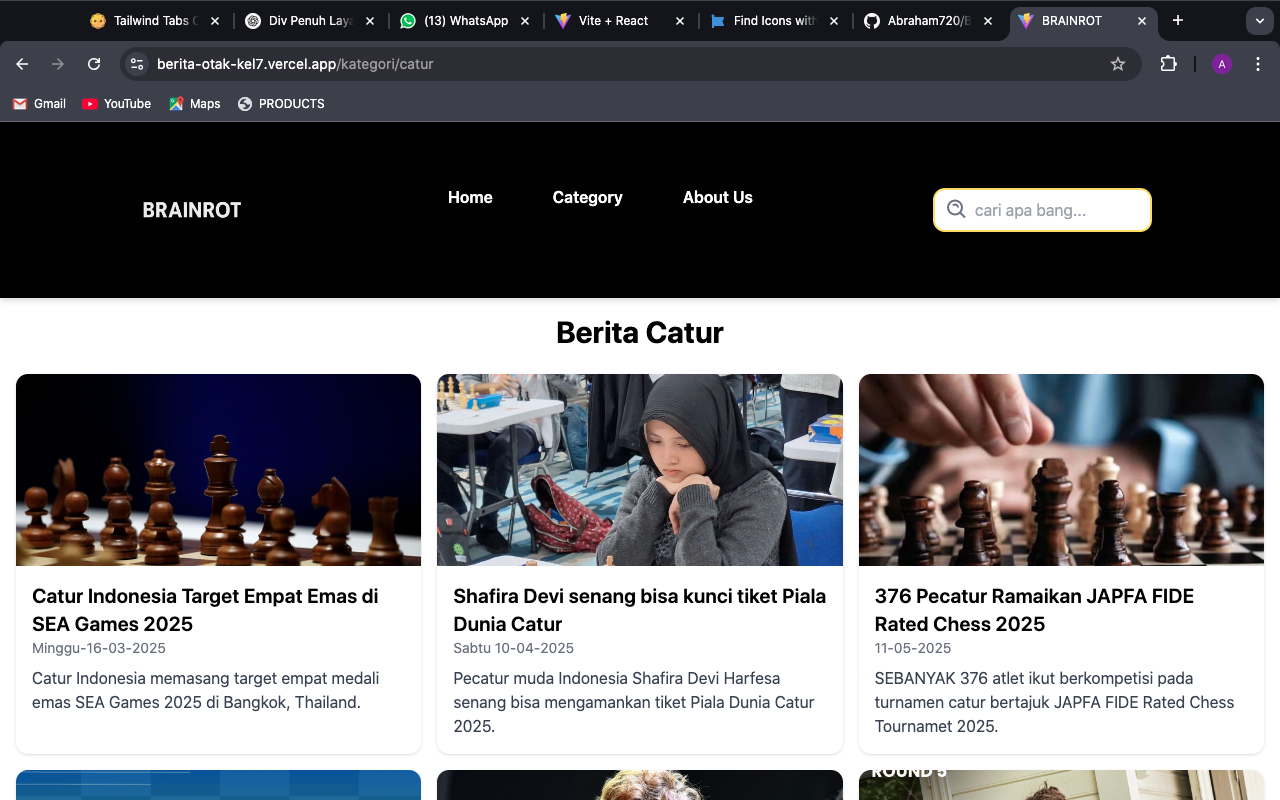 Tailwind Tabs
Div Penuh Lay
(13) WhatsApp
Vite + React
Find Icons with
Abraham720/B
BRAINROT
berita-otak-kel7.vercel.app/kategori/catur
A
Gmail
YouTube
Maps
PRODUCTS
BRAINROT
Home
Category
About Us
cari apa bang...
Berita Catur
Catur Indonesia Target Empat Emas di
SEA Games 2025
Minggu-16-03-2025
Catur Indonesia memasang target empat medali
emas SEA Games 2025 di Bangkok, Thailand.
Shafira Devi senang bisa kunci tiket Piala
Dunia Catur
Sabtu 10-04-2025
Pecatur muda Indonesia Shafira Devi Harfesa
senang bisa mengamankan tiket Piala Dunia Catur
2025.
376 Pecatur Ramaikan JAPFA FIDE
Rated Chess 2025
11-05-2025
SEBANYAK 376 atlet ikut berkompetisi pada
turnamen catur bertajuk JAPFA FIDE Rated Chess
Tournamet 2025.
ROUND 5